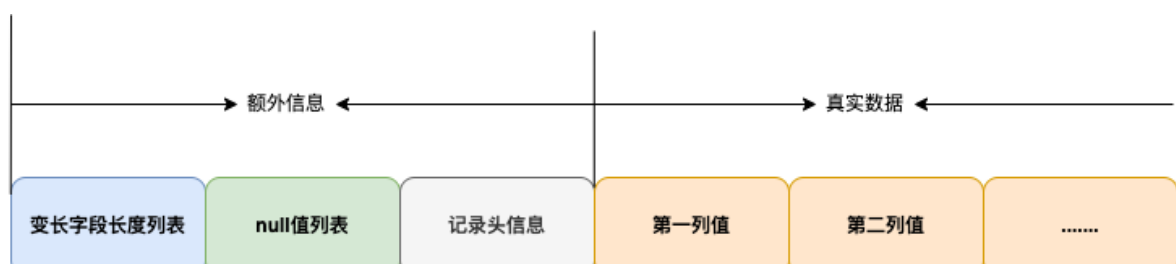 额外信息
真实数据
变长字段长度列表
null值列表
记录头信息
第一列值
第二列值
.......